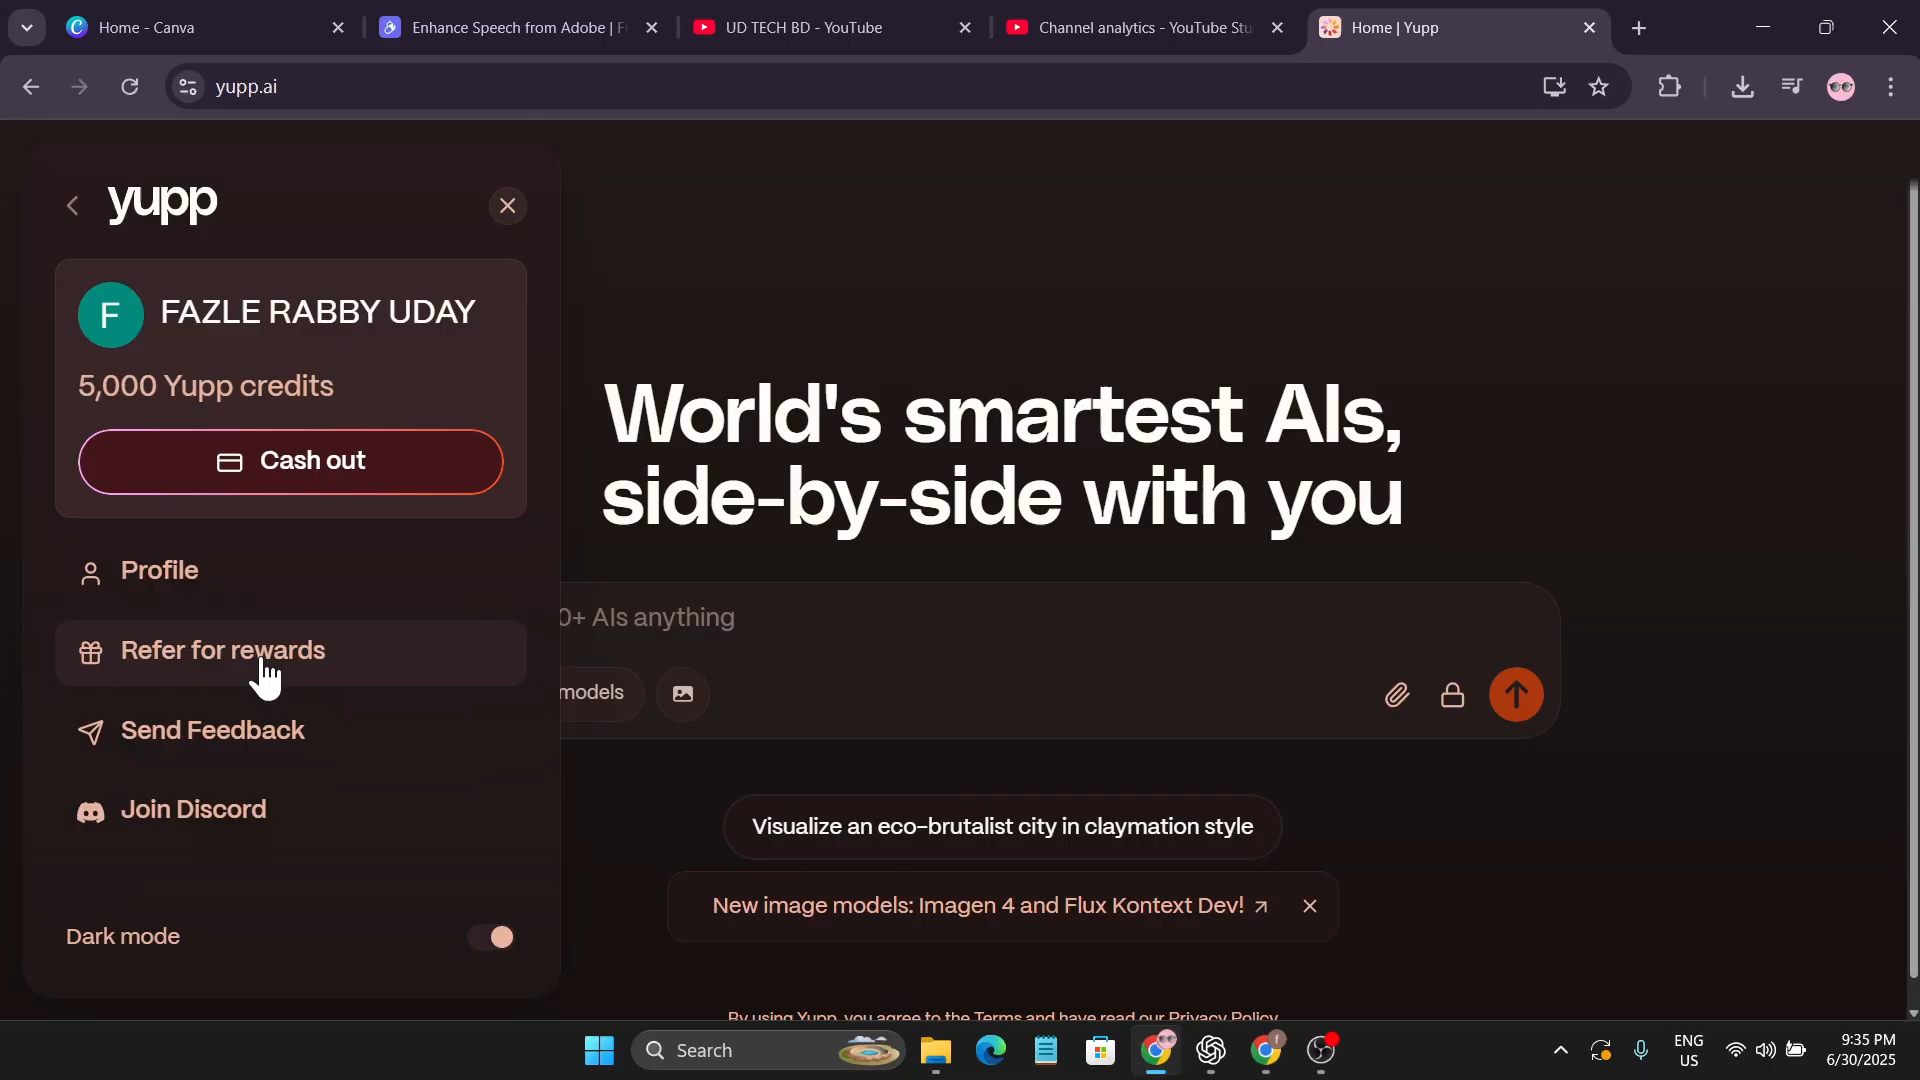 Home - Canva
Enhance Speech from Adobe | F
UD TECH BD - YouTube
Channel analytics - YouTube Stu
Home | Yupp
yupp.ai
yupp
F
FAZLE RABBY UDAY
5,000 Yupp credits
Cash out
Profile
Refer for rewards
Send Feedback
Join Discord
Dark mode
World's smartest AIs,
side-by-side with you
0+ AIs anything
models
Visualize an eco-brutalist city in claymation style
New image models: Imagen 4 and Flux Kontext Dev!
By using Yupp, you agree to the Terms and have read our Privacy Policy
Search
ENG
US
9:35 PM
6/30/2025